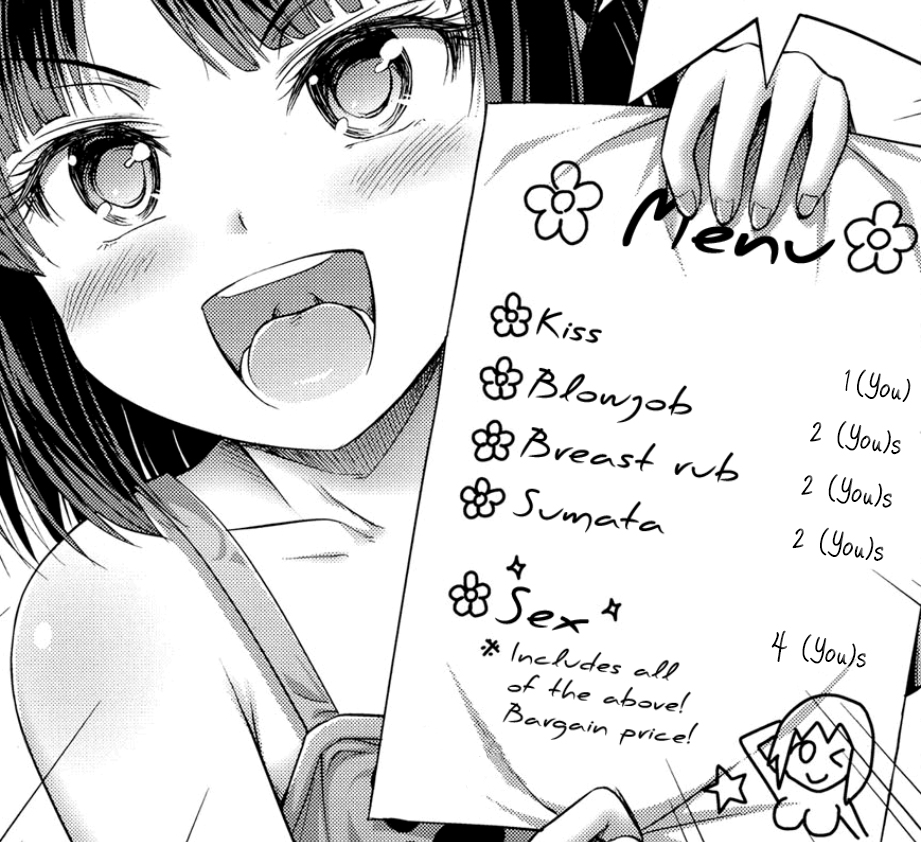 Menu
Kiss 1 (You)
Blowjob 2 (You)s
Breast rub 2 (You)s
Sumata 2 (You)s
Sex 4 (You)s
* Includes all
of the above!
Bargain price!